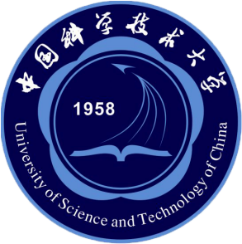 中国科学技术大学
1958
University of Science and Technology of China